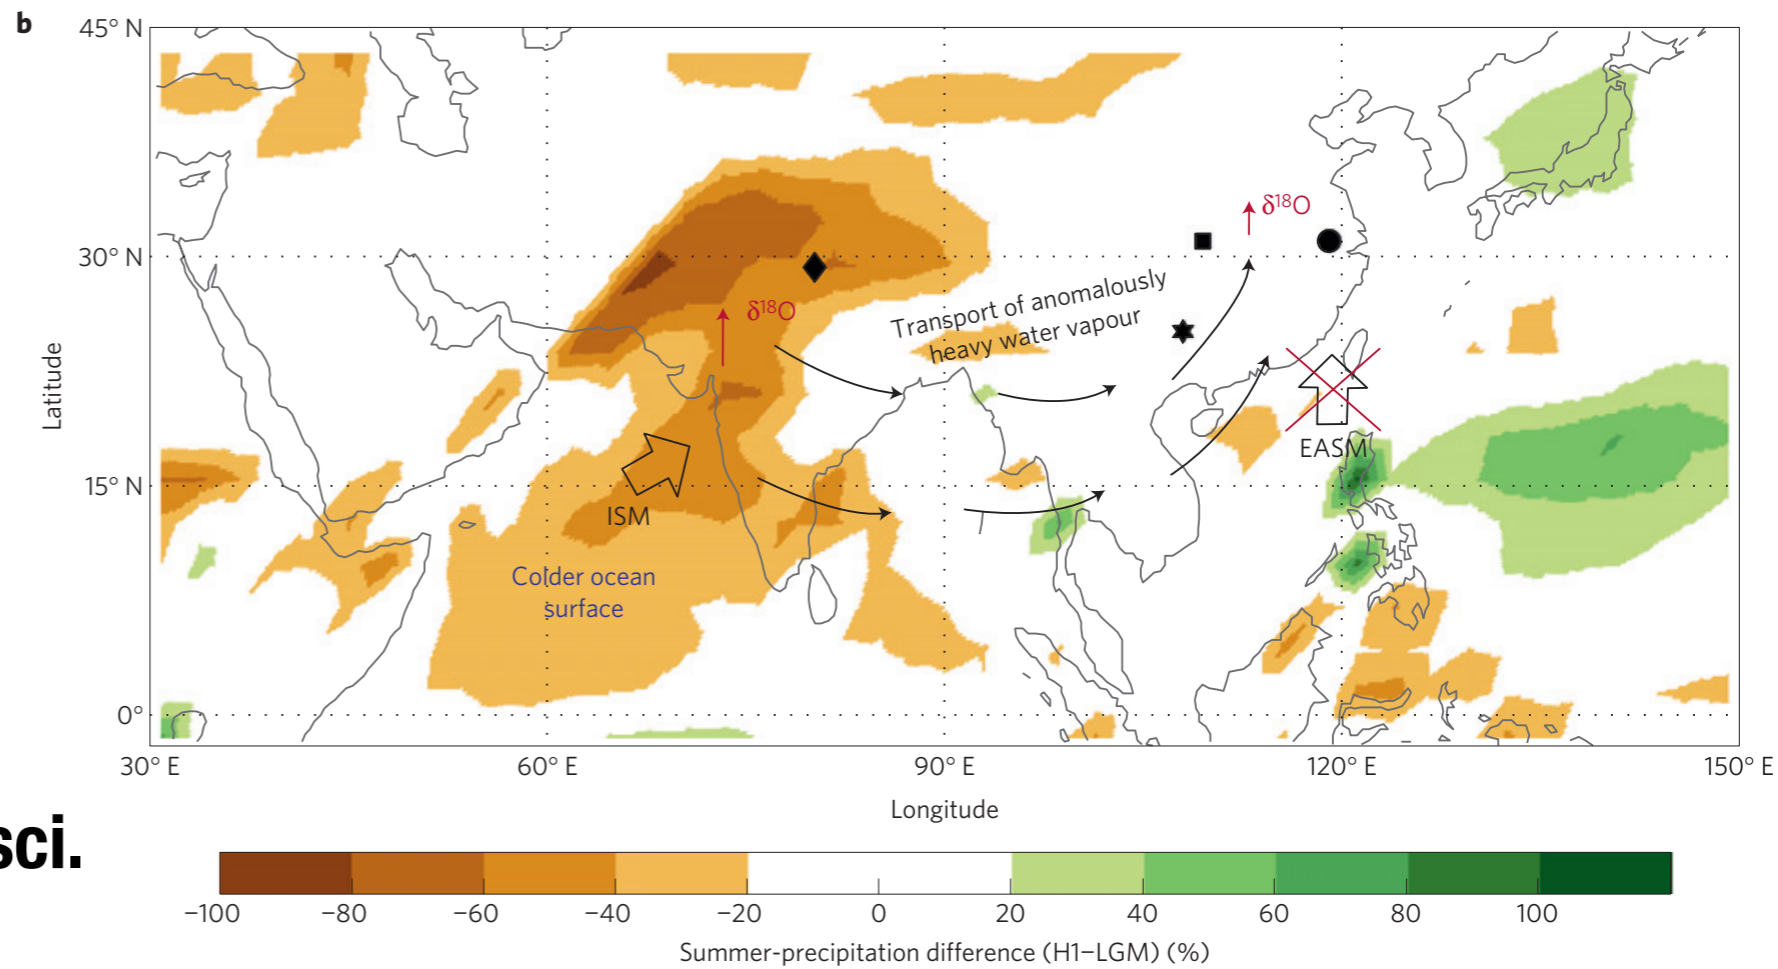 b
45° N
30° N
15° N
0°
Latitude
δ18O
δ18O
Transport of anomalously
heavy water vapour
EASM
ISM
Colder ocean
surface
30° E
60° E
90° E
120° E
150° E
Longitude
sci.
−100
−80
−60
−40
−20
0
20
40
60
80
100
Summer-precipitation difference (H1−LGM) (%)